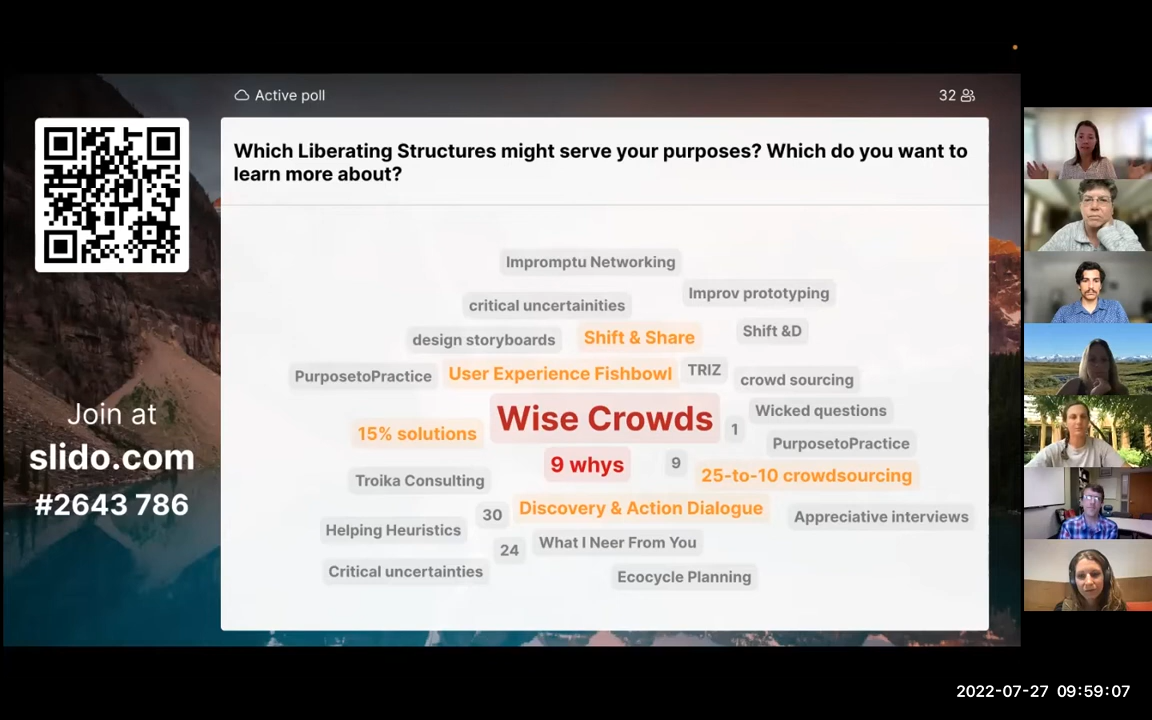 Active poll
32
Which Liberating Structures might serve your purposes? Which do you want to
learn more about?
Join at
slido.com
#2643 786
Impromptu Networking
Improv prototyping
critical uncertainities
Shift &D
Shift & Share
design storyboards
TRIZ
User Experience Fishbowl
PurposetoPractice
crowd sourcing
Wicked questions
Wise Crowds
1
15% solutions
PurposetoPractice
9 whys
9
25-to-10 crowdsourcing
Troika Consulting
Discovery & Action Dialogue
30
Appreciative interviews
Helping Heuristics
What I Neer From You
24
Critical uncertainties
Ecocycle Planning
2022-07-27 09:59:07